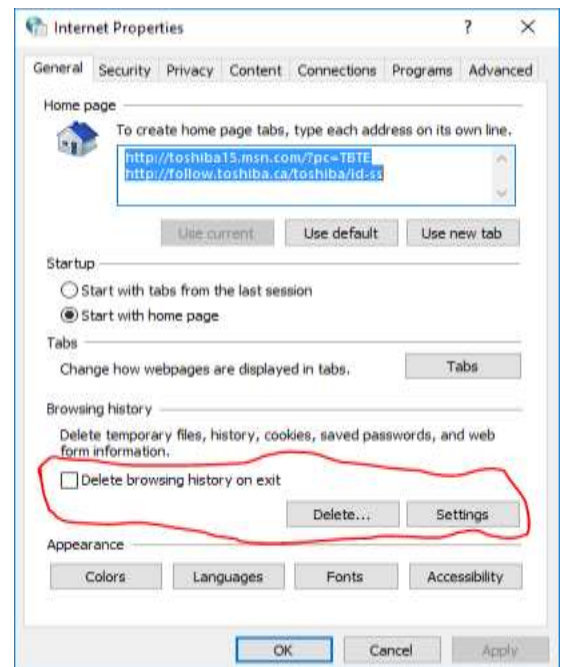 Internet Properties ? ×
General Security Privacy Content Connections Programs Advanced
Home page
To create home page tabs, type each address on its own line.
http://toshiba15.msn.com/?pc=TBTE
http://follow.toshiba.ca/toshiba/id-ss
Use current Use default Use new tab
Startup
Start with tabs from the last session
Start with home page
Tabs
Change how webpages are displayed in tabs. Tabs
Browsing history
Delete temporary files, history, cookies, saved passwords, and web
form information.
Delete browsing history on exit
Delete... Settings
Appearance
Colors Languages Fonts Accessibility
OK Cancel Apply